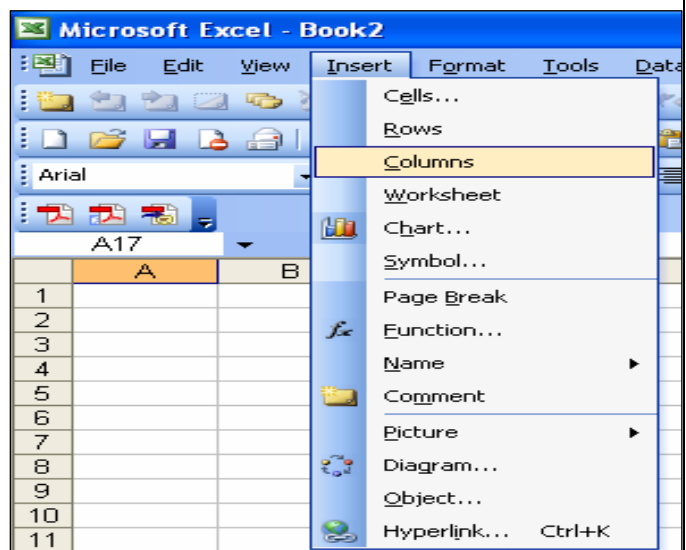 Microsoft Excel - Book2
File Edit View Insert Format Tools Data
Cells...
Rows
Arial
Columns
Worksheet
Chart...
A17
Symbol...
A B
Page Break
Function...
Name
Comment
Picture
Diagram...
Object...
Hyperlink... Ctrl+K
1
2
3
4
5
6
7
8
9
10
11